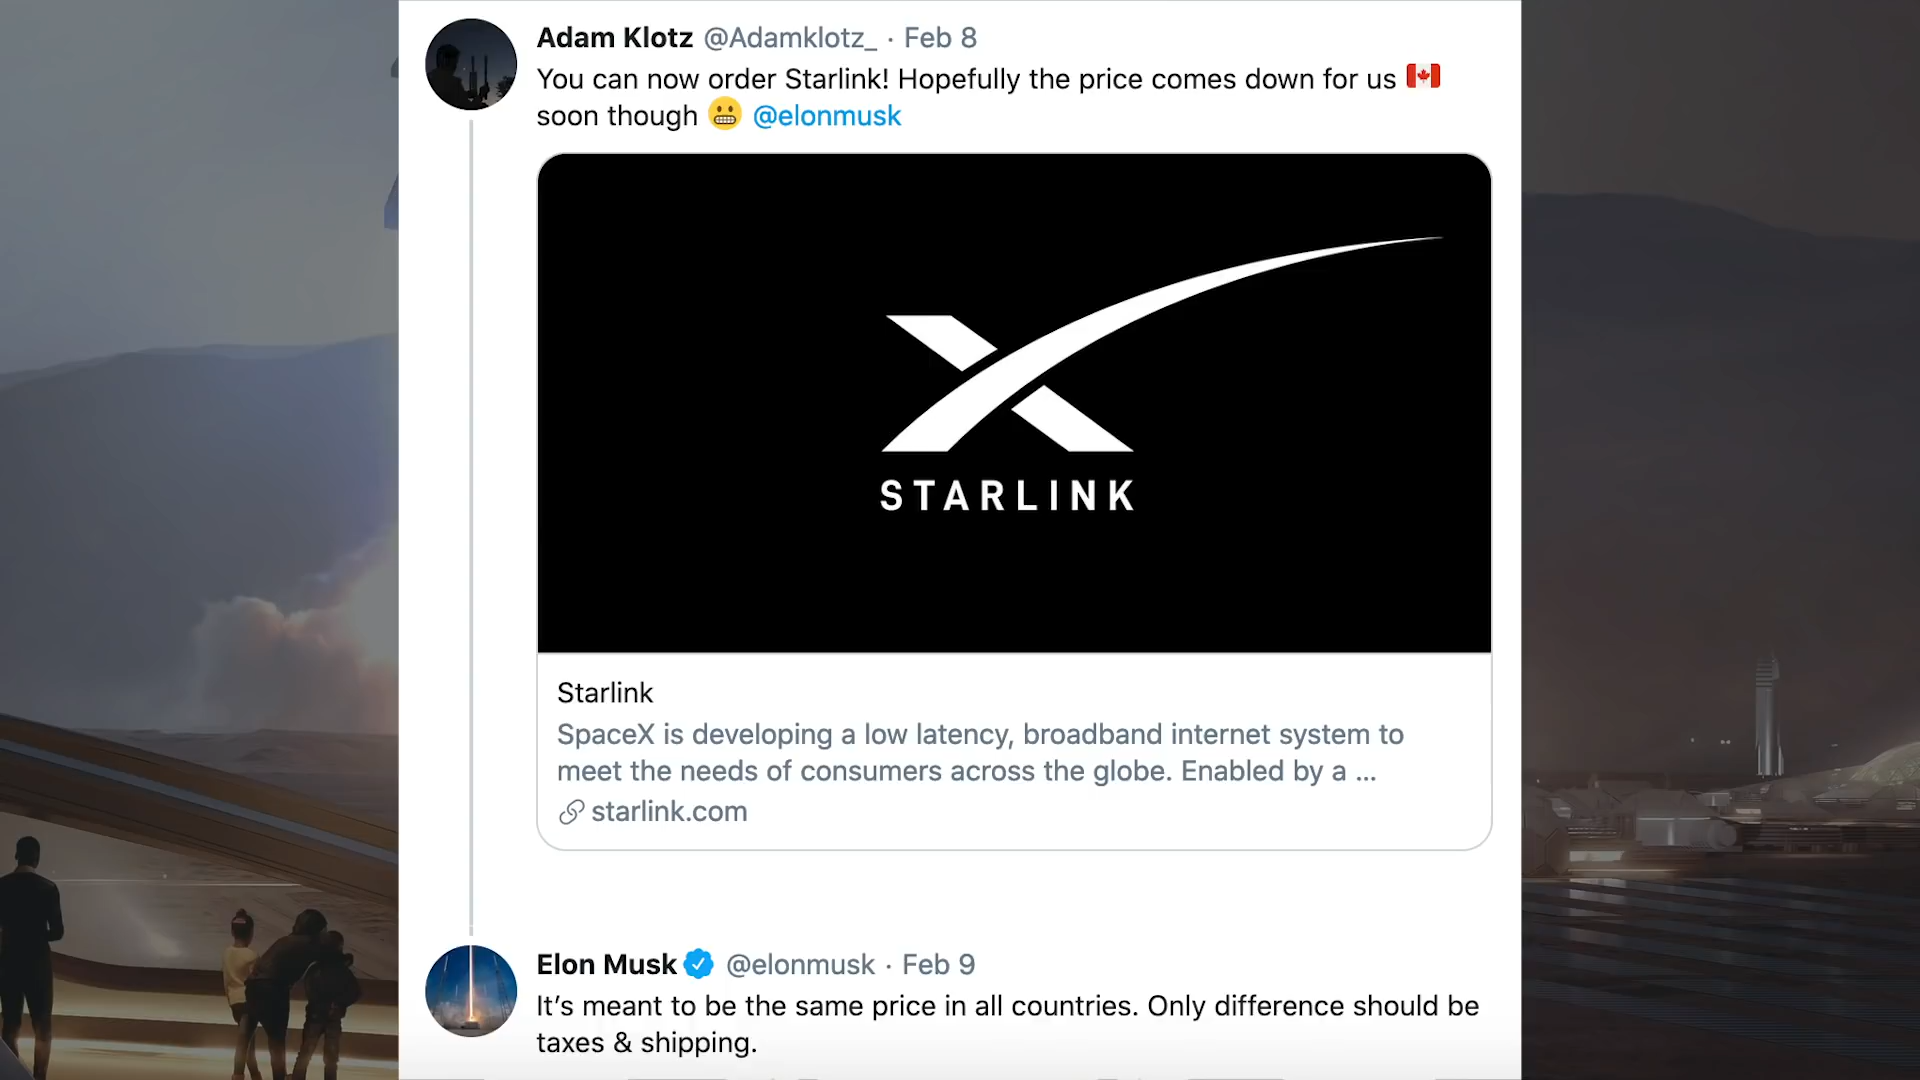 Adam Klotz @Adamklotz_ · Feb 8
You can now order Starlink! Hopefully the price comes down for us 🇨🇦
soon though 😬 @elonmusk
STARLINK
Starlink
SpaceX is developing a low latency, broadband internet system to
meet the needs of consumers across the globe. Enabled by a ...
starlink.com
Elon Musk @elonmusk · Feb 9
It’s meant to be the same price in all countries. Only difference should be
taxes & shipping.